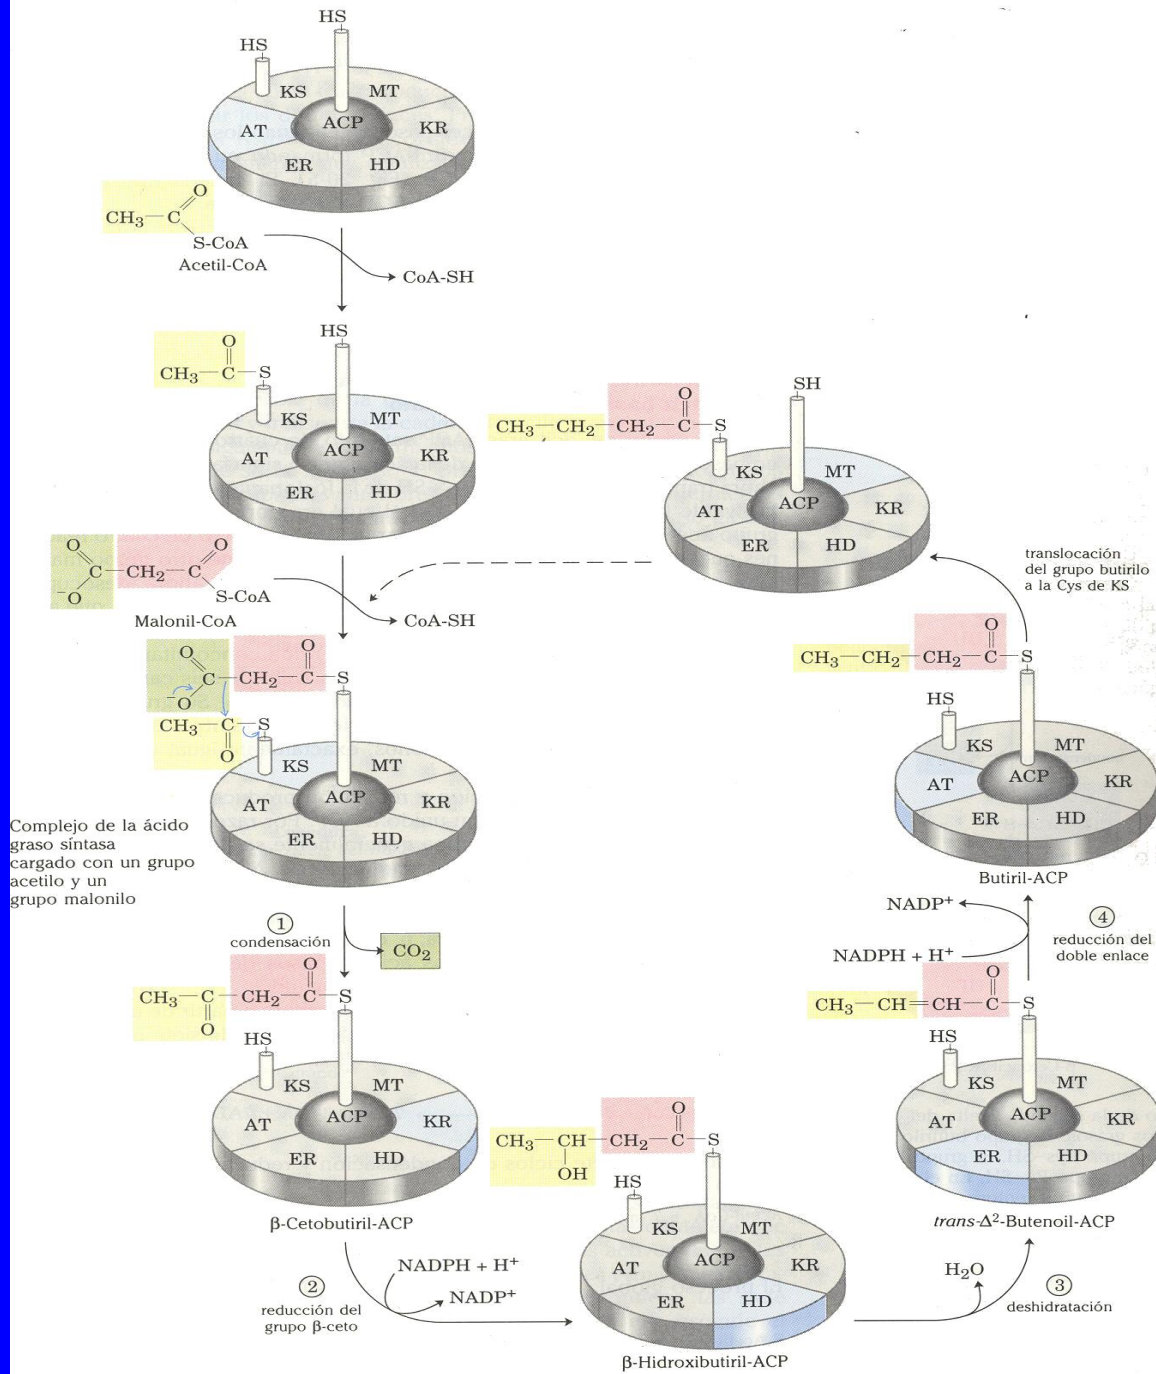 HS
HS
KS
MT
AT
ACP
KR
ER
HD
O
CH3—C
S-CoA
Acetil-CoA
CoA-SH
HS
O
CH3—C—S
KS
MT
AT
ACP
KR
ER
HD
O
CH3—CH2—CH2—C—S
SH
KS
MT
AT
ACP
KR
ER
HD
translocación
del grupo butirilo
a la Cys de KS
O
O
C—CH2—C
⁻O
S-CoA
Malonil-CoA
CoA-SH
O
O
C—CH2—C—S
⁻O
CH3—C—S
O
KS
MT
AT
ACP
KR
ER
HD
Complejo de la ácido
graso síntasa
cargado con un grupo
acetilo y un
grupo malonilo
O
CH3—CH2—CH2—C—S
HS
KS
MT
AT
ACP
KR
ER
HD
Butiril-ACP
1
condensación
CO2
NADP+
NADPH + H+
4
reducción del
doble enlace
O
CH3—C—CH2—C—S
O
HS
KS
MT
AT
ACP
KR
ER
HD
β-Cetobutiril-ACP
O
CH3—CH=CH—C—S
HS
KS
MT
AT
ACP
KR
ER
HD
trans-Δ2-Butenoil-ACP
2
reducción del
grupo β-ceto
NADPH + H+
NADP+
O
CH3—CH—CH2—C—S
OH
HS
KS
MT
AT
ACP
KR
ER
HD
β-Hidroxibutiril-ACP
H2O
3
deshidratación